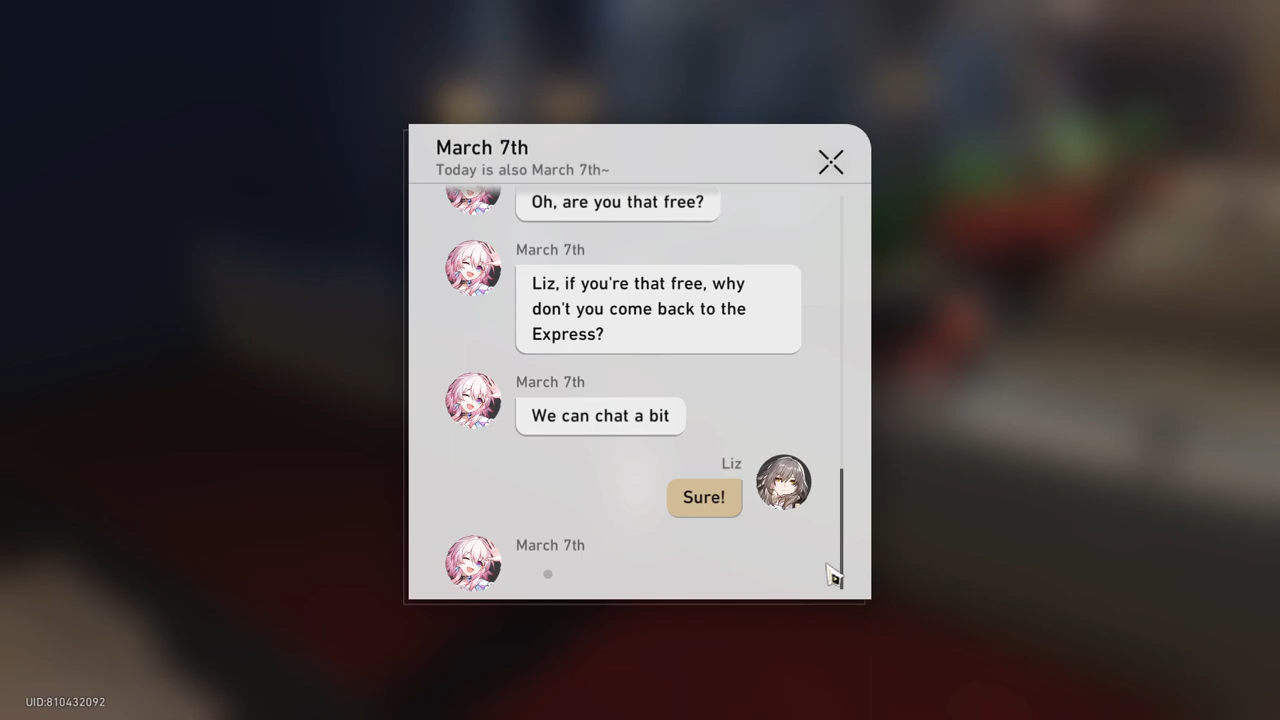 March 7th
Today is also March 7th~
Oh, are you that free?
March 7th
Liz, if you're that free, why
don't you come back to the
Express?
March 7th
We can chat a bit
Liz
Sure!
March 7th
UID:810432092